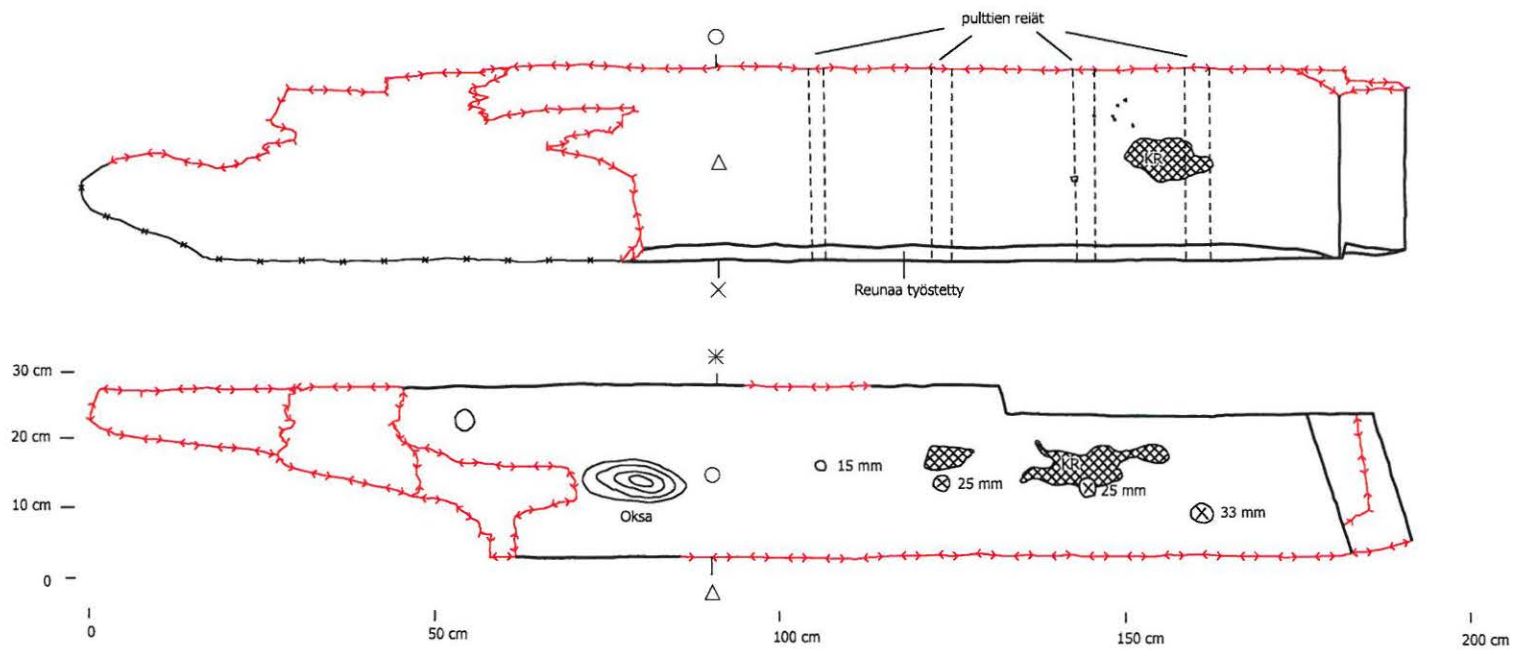 pulttien reiät
KR
Reunaa työstetty
30 cm
20 cm
10 cm
0
15 mm
25 mm
KR
25 mm
33 mm
Oksa
0
50 cm
100 cm
150 cm
200 cm